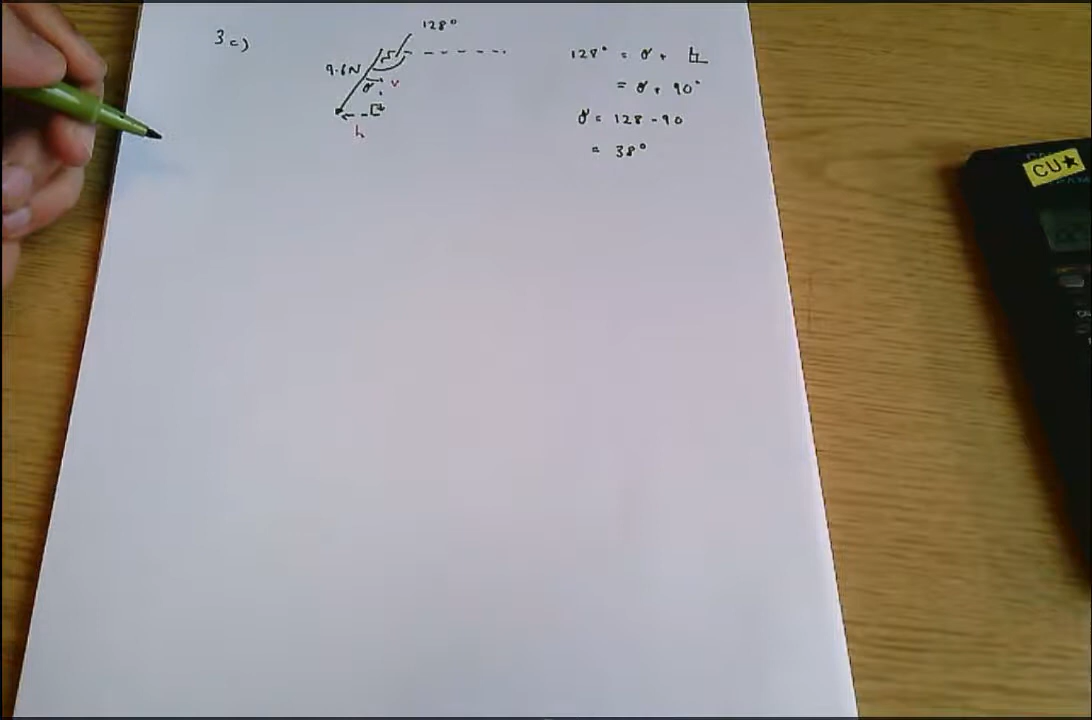 3c)
128°
9.6N
σ
v
h
128° = σ + ∟
= σ + 90°
σ = 128 - 90
= 38°
CU★